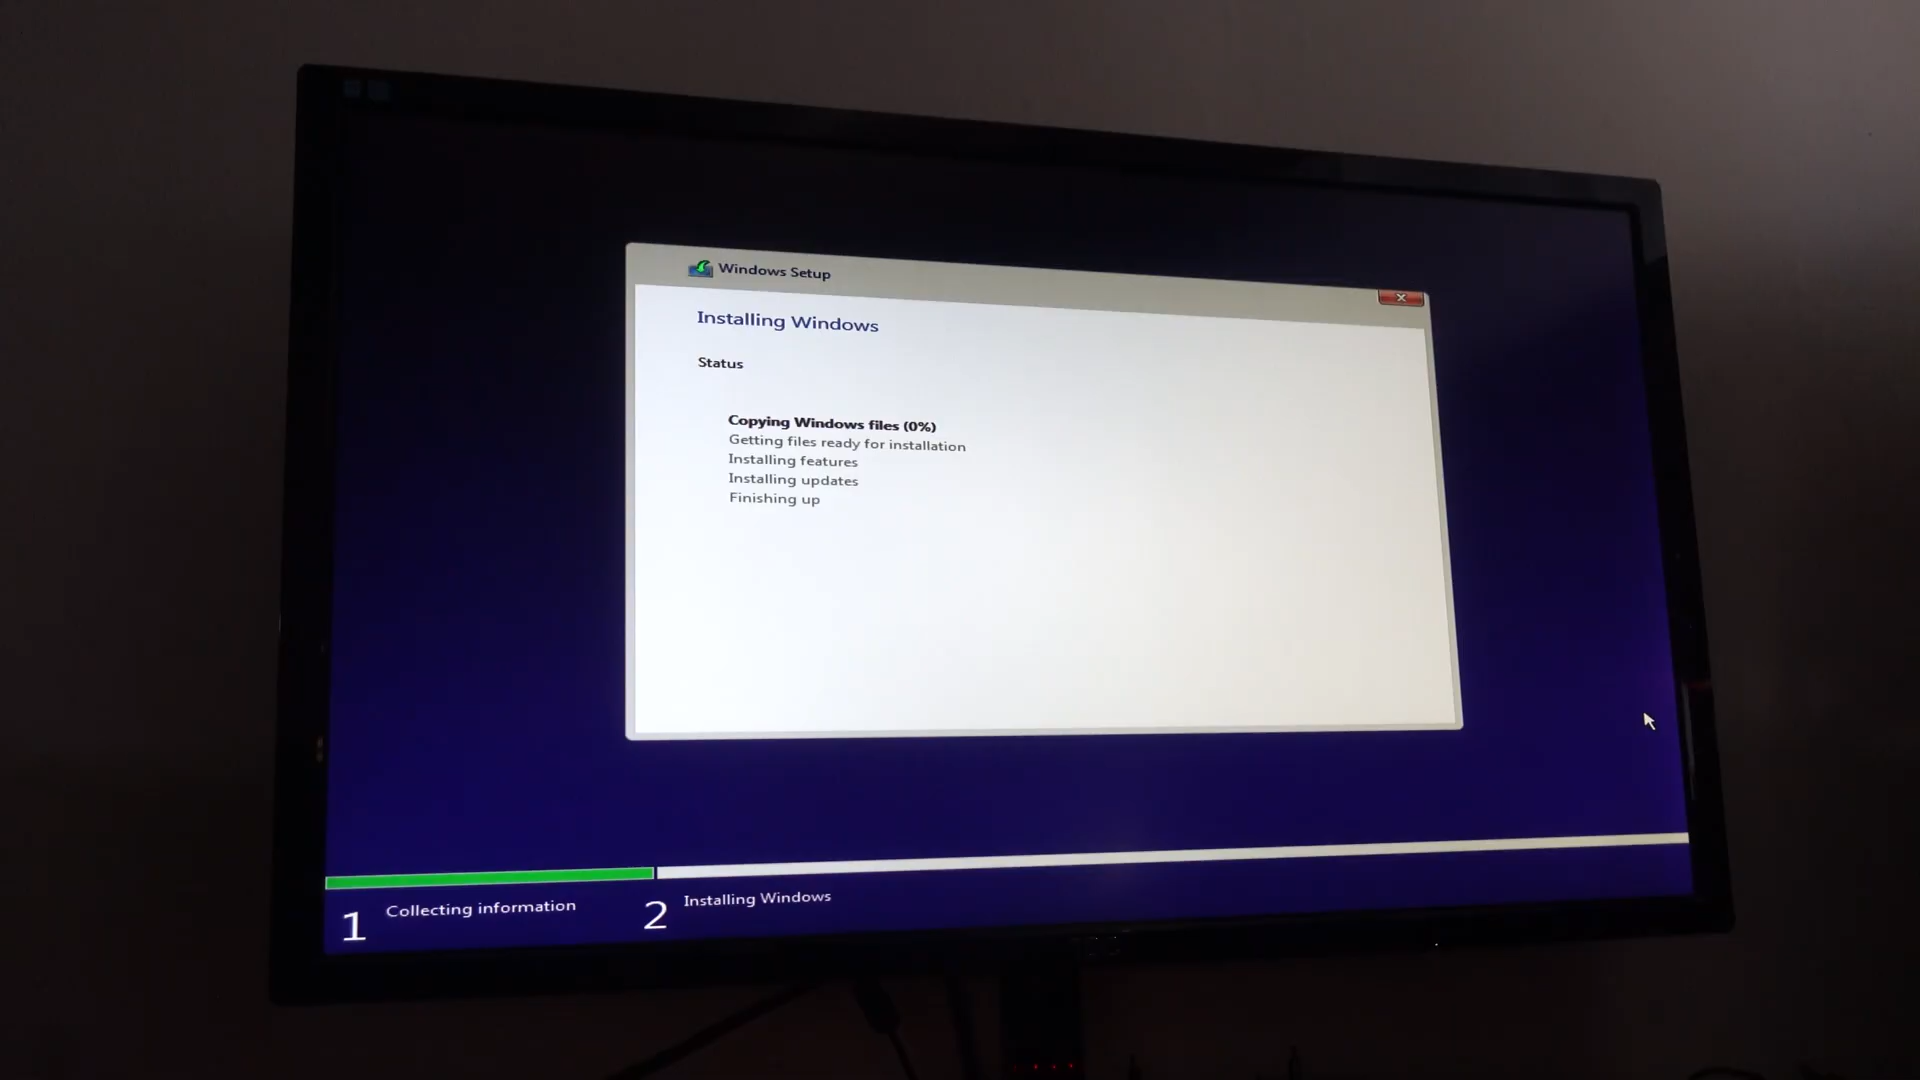 Windows Setup
Installing Windows
Status
Copying Windows files (0%)
Getting files ready for installation
Installing features
Installing updates
Finishing up
1 Collecting information
2 Installing Windows